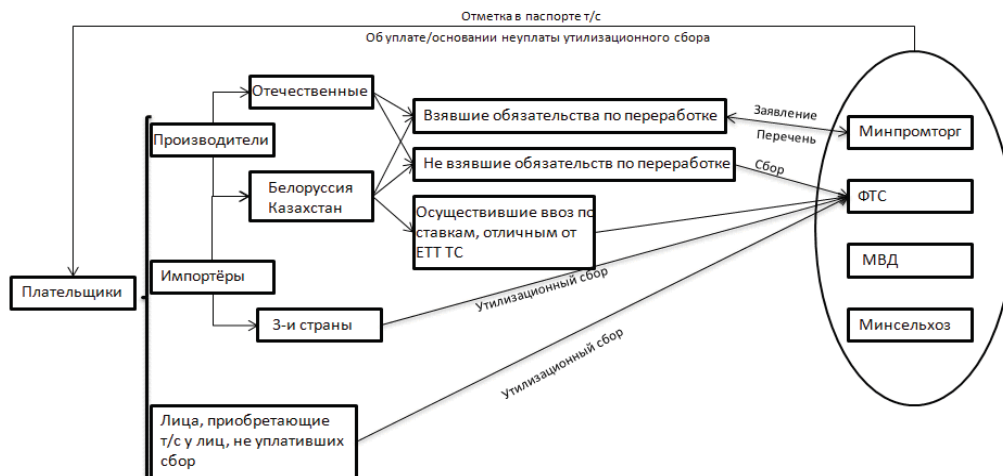 Отметка в паспорте т/с
Об уплате/основании неуплаты утилизационного сбора
Отечественные
Взявшие обязательства по переработке
Заявление
Перечень
Минпромторг
Производители
Не взявшие обязательств по переработке
Сбор
Белоруссия
Казахстан
ФТС
Осуществившие ввоз по
ставкам, отличным от
ЕТТ ТС
МВД
Импортёры
Плательщики
Утилизационный сбор
3-и страны
Минсельхоз
Утилизационный сбор
Лица, приобретающие
т/с у лиц, не уплативших
сбор